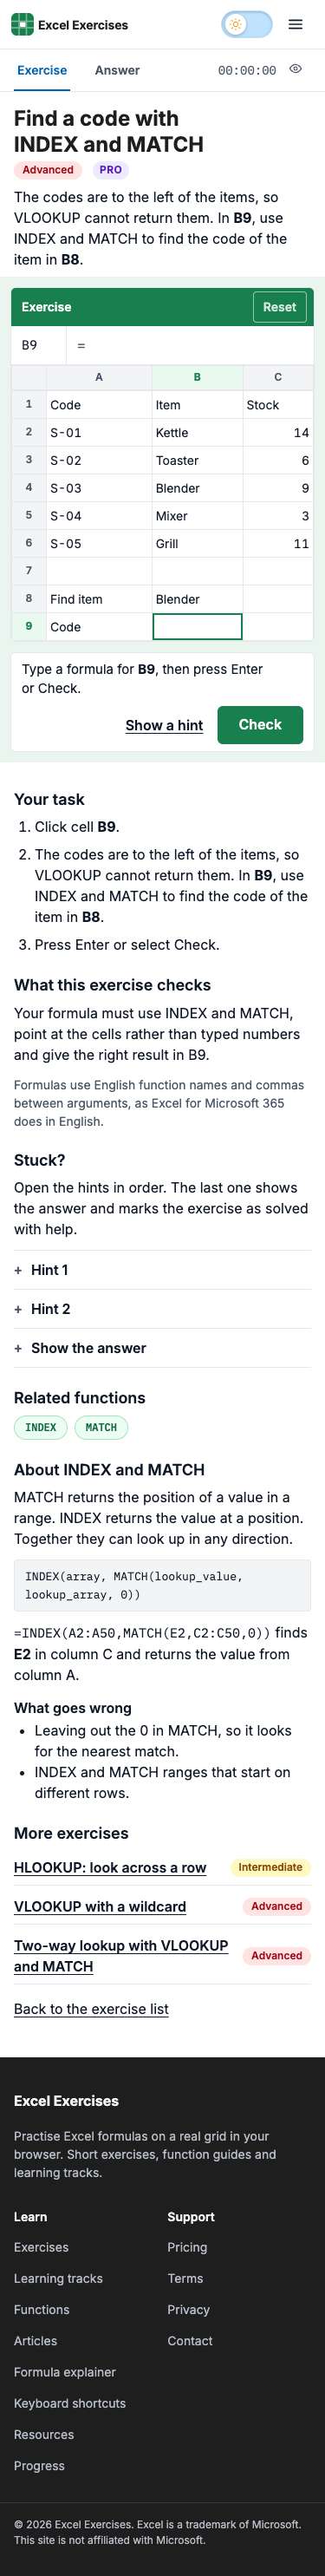 Excel Exercises
Exercise Answer 00:00:00
Find a code with
INDEX and MATCH
Advanced PRO
The codes are to the left of the items, so
VLOOKUP cannot return them. In B9, use
INDEX and MATCH to find the code of the
item in B8.
Exercise Reset
B9 =
A B C
1 Code Item Stock
2 S-01 Kettle 14
3 S-02 Toaster 6
4 S-03 Blender 9
5 S-04 Mixer 3
6 S-05 Grill 11
7
8 Find item Blender
9 Code
Type a formula for B9, then press Enter
or Check.
Show a hint Check
Your task
1. Click cell B9.
2. The codes are to the left of the items, so
VLOOKUP cannot return them. In B9, use
INDEX and MATCH to find the code of the
item in B8.
3. Press Enter or select Check.
What this exercise checks
Your formula must use INDEX and MATCH,
point at the cells rather than typed numbers
and give the right result in B9.
Formulas use English function names and commas
between arguments, as Excel for Microsoft 365
does in English.
Stuck?
Open the hints in order. The last one shows
the answer and marks the exercise as solved
with help.
+ Hint 1
+ Hint 2
+ Show the answer
Related functions
INDEX MATCH
About INDEX and MATCH
MATCH returns the position of a value in a
range. INDEX returns the value at a position.
Together they can look up in any direction.
INDEX(array, MATCH(lookup_value,
lookup_array, 0))
=INDEX(A2:A50,MATCH(E2,C2:C50,0)) finds
E2 in column C and returns the value from
column A.
What goes wrong
• Leaving out the 0 in MATCH, so it looks
for the nearest match.
• INDEX and MATCH ranges that start on
different rows.
More exercises
HLOOKUP: look across a row Intermediate
VLOOKUP with a wildcard Advanced
Two-way lookup with VLOOKUP
and MATCH Advanced
Back to the exercise list
Excel Exercises
Practise Excel formulas on a real grid in your
browser. Short exercises, function guides and
learning tracks.
Learn Support
Exercises Pricing
Learning tracks Terms
Functions Privacy
Articles Contact
Formula explainer
Keyboard shortcuts
Resources
Progress
© 2026 Excel Exercises. Excel is a trademark of Microsoft.
This site is not affiliated with Microsoft.